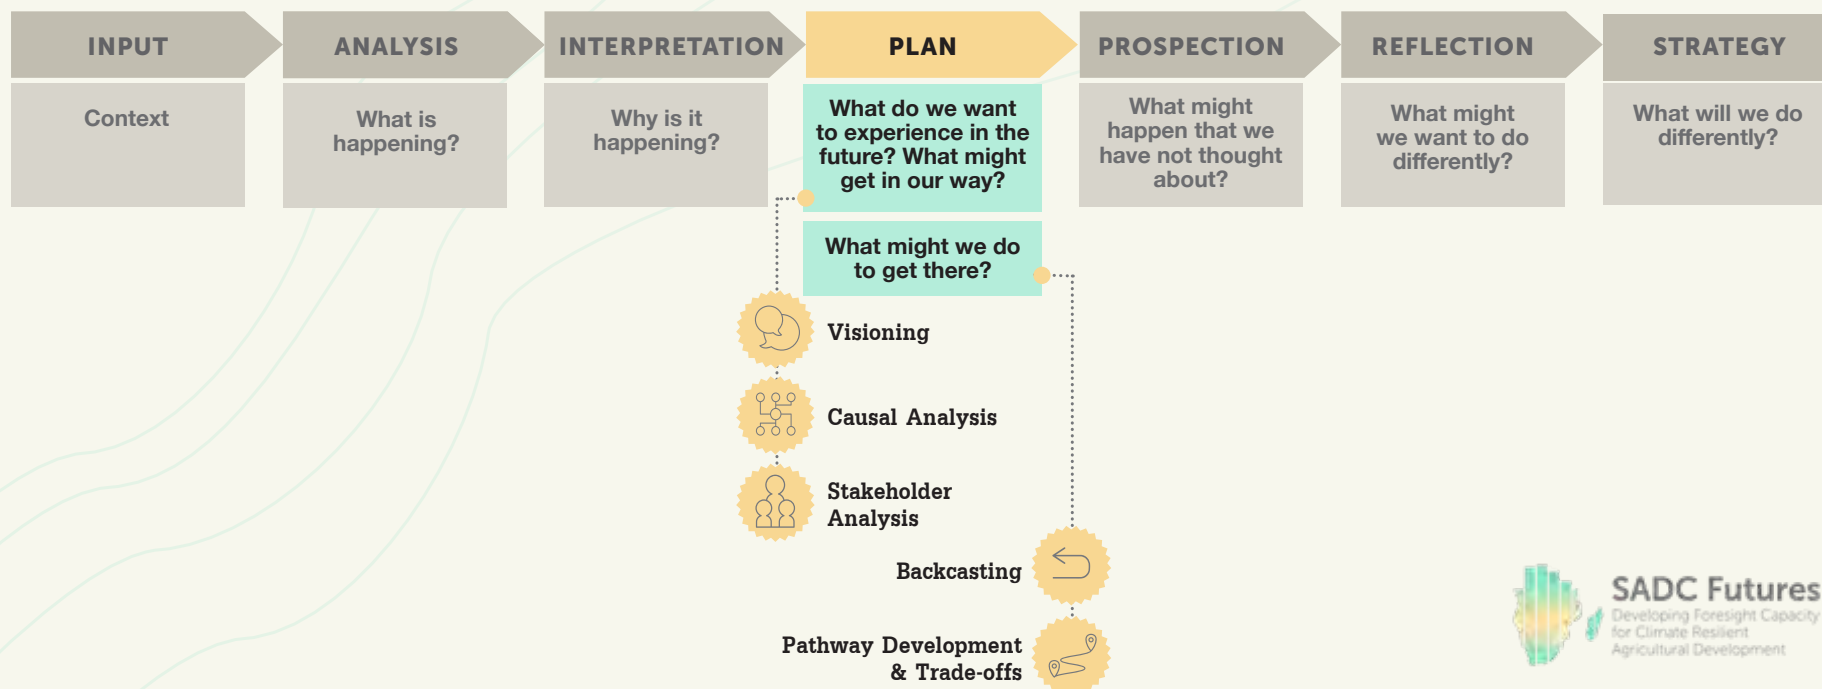 INPUT
ANALYSIS
INTERPRETATION
PLAN
PROSPECTION
REFLECTION
STRATEGY
Context
What is
happening?
Why is it
happening?
What do we want
to experience in the
future? What might
get in our way?
What might
happen that we
have not thought
about?
What might
we want to do
differently?
What will we do
differently?
What might we do
to get there?
Visioning
Causal Analysis
Stakeholder
Analysis
Backcasting
Pathway Development
& Trade-offs
SADC Futures
Developing Foresight Capacity
for Climate Resilient
Agricultural Development